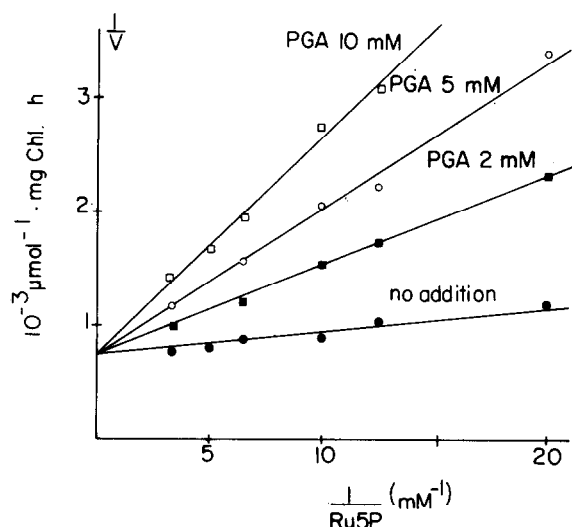 1
V
PGA 10 mM
PGA 5 mM
PGA 2 mM
no addition
3
2
1
10⁻³ μmol⁻¹ · mg Chl. h
5
10
20
1
Ru5P
(mM⁻¹)